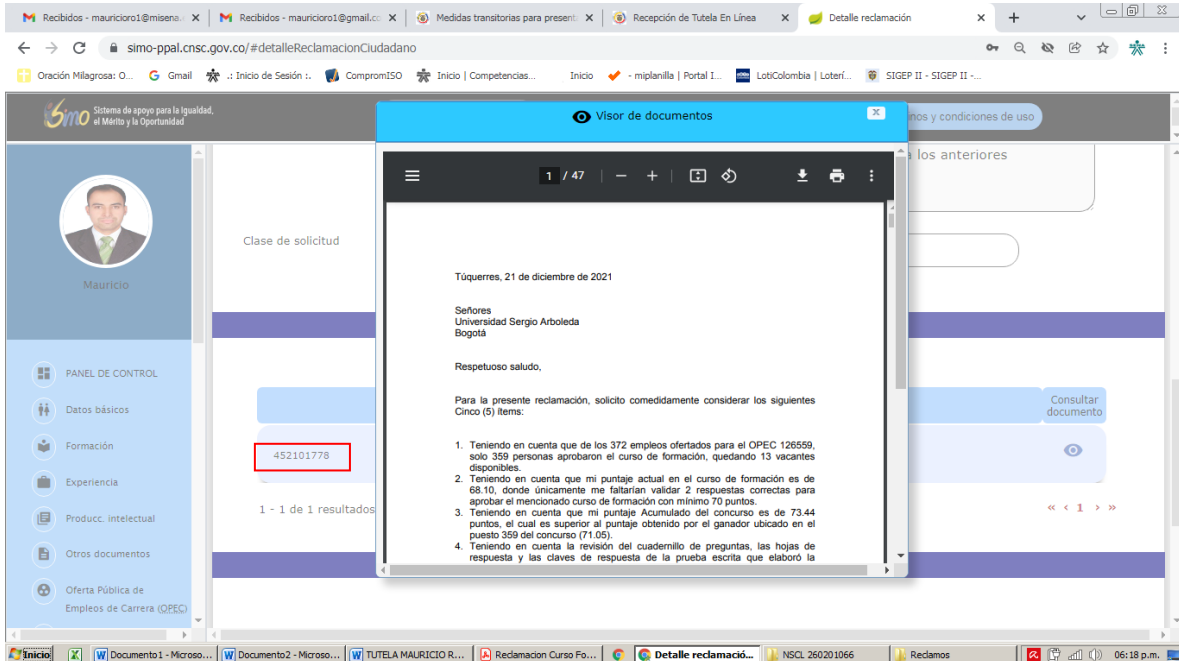 Recibidos - mauricioro1@misena.
Recibidos - mauricioro1@gmail.co
Medidas transitorias para present
Recepción de Tutela En Línea
Detalle reclamación
simo-ppal.cnsc.gov.co/#detalleReclamacionCiudadano
Oración Milagrosa: O...
Gmail
.: Inicio de Sesión :.
CompromISO
Inicio | Competencias...
Inicio
- miplanilla | Portal I...
LotiColombia | Loterí...
SIGEP II - SIGEP II -...
Simo Sistema de apoyo para la Igualdad,
el Mérito y la Oportunidad
Visor de documentos
x
nos y condiciones de uso
los anteriores
1 / 47
Clase de solicitud
Mauricio
Túquerres, 21 de diciembre de 2021
Señores
Universidad Sergio Arboleda
Bogotá
Respetuoso saludo,
Para la presente reclamación, solicito comedidamente considerar los siguientes
Cinco (5) ítems:
1. Teniendo en cuenta que de los 372 empleos ofertados para el OPEC 126559,
solo 359 personas aprobaron el curso de formación, quedando 13 vacantes
disponibles.
2. Teniendo en cuenta que mi puntaje actual en el curso de formación es de
68.10, donde únicamente me faltarían validar 2 respuestas correctas para
aprobar el mencionado curso de formación con mínimo 70 puntos.
3. Teniendo en cuenta que mi puntaje Acumulado del concurso es de 73.44
puntos, el cual es superior al puntaje obtenido por el ganador ubicado en el
puesto 359 del concurso (71.05).
4. Teniendo en cuenta la revisión del cuadernillo de preguntas, las hojas de
respuesta y las claves de respuesta de la prueba escrita que elaboró la
PANEL DE CONTROL
Datos básicos
Formación
Experiencia
Producc. intelectual
Otros documentos
Oferta Pública de
Empleos de Carrera (OPEC)
Consultar
documento
452101778
1 - 1 de 1 resultados
« ‹ 1 › »
Inicio
Documento1 - Microso...
Documento2 - Microso...
TUTELA MAURICIO R...
Reclamacion Curso Fo...
Detalle reclamació...
NSCL 260201066
Reclamos
06:18 p.m.